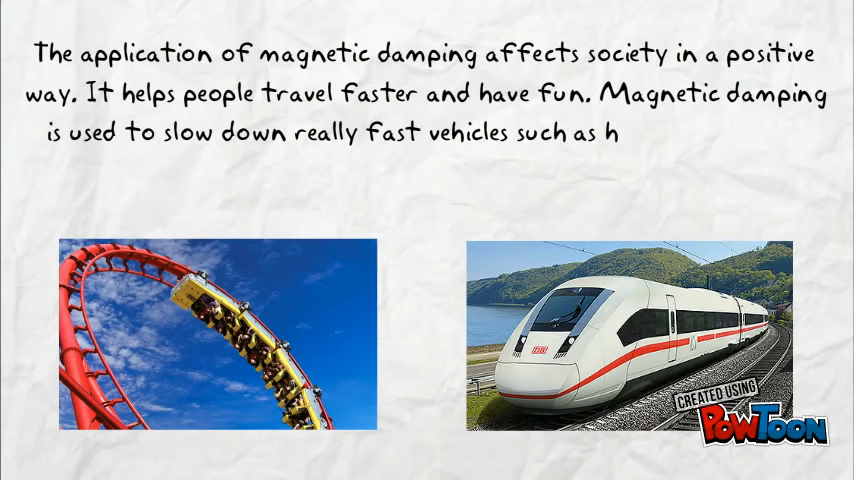 The application of magnetic damping affects society in a positive
way. It helps people travel faster and have fun. Magnetic damping
is used to slow down really fast vehicles such as h
DB
CREATED USING
POWTOON